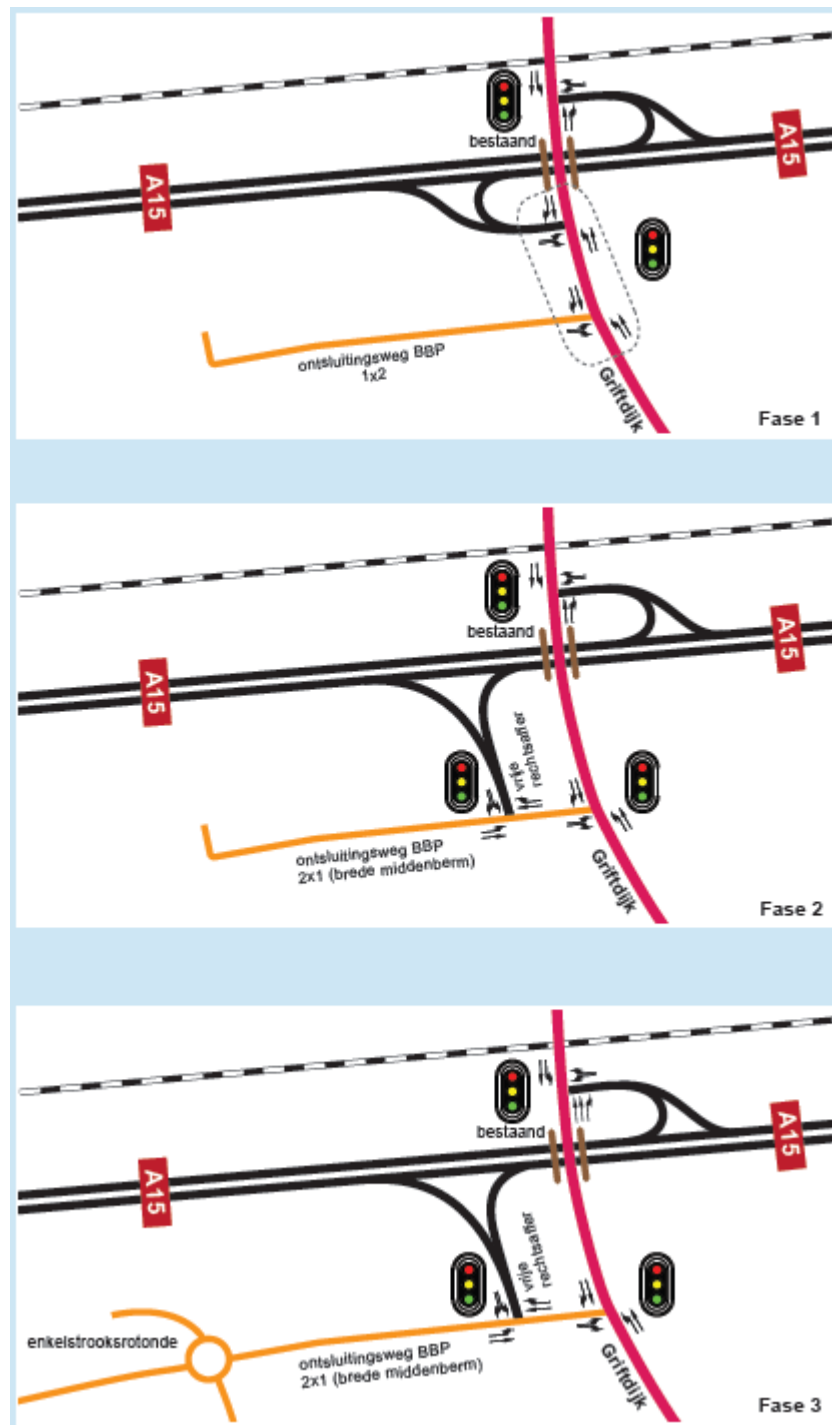 bestaand
A15
A15
ontsluitingsweg BBP
1x2
Griftdijk
Fase 1
bestaand
A15
A15
vrije
rechtsaffer
ontsluitingsweg BBP
2x1 (brede middenberm)
Griftdijk
Fase 2
bestaand
A15
A15
vrije
rechtsaffer
enkelstrooksrotonde
ontsluitingsweg BBP
2x1 (brede middenberm)
Griftdijk
Fase 3